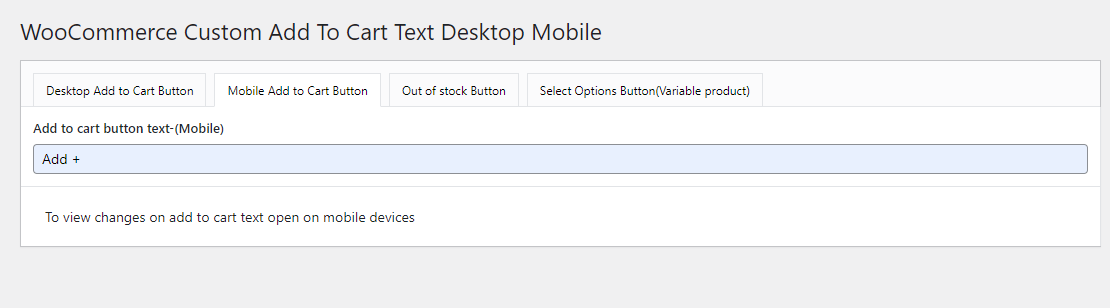 WooCommerce Custom Add To Cart Text Desktop Mobile
Desktop Add to Cart Button Mobile Add to Cart Button Out of stock Button Select Options Button(Variable product)
Add to cart button text-(Mobile)
Add +
To view changes on add to cart text open on mobile devices